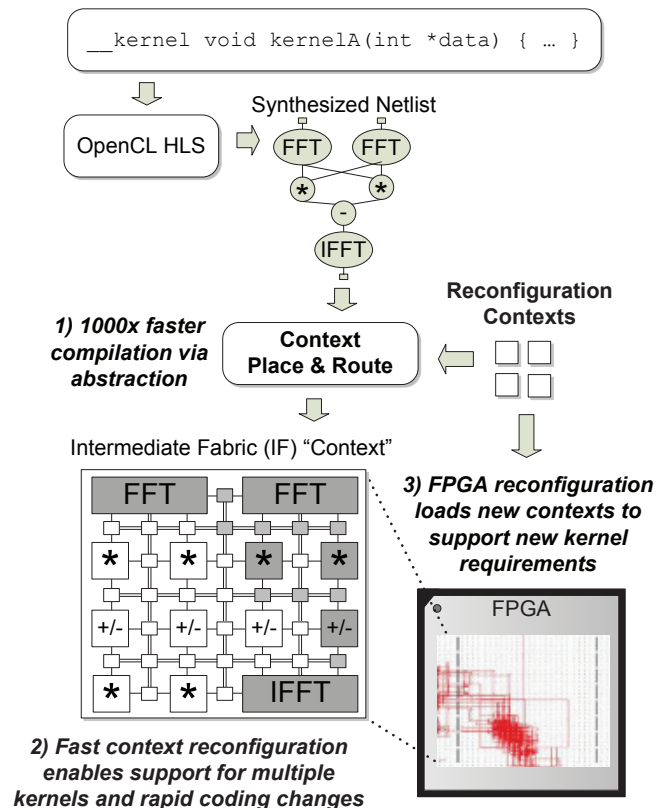 __kernel void kernelA(int *data) { … }
OpenCL HLS
Synthesized Netlist
FFT FFT
* *
-
IFFT
Reconfiguration
Contexts
1) 1000x faster
compilation via
abstraction
Context
Place & Route
Intermediate Fabric (IF) “Context”
FFT FFT
* * * *
+/- +/- +/- +/-
* * IFFT
3) FPGA reconfiguration
loads new contexts to
support new kernel
requirements
FPGA
2) Fast context reconfiguration
enables support for multiple
kernels and rapid coding changes